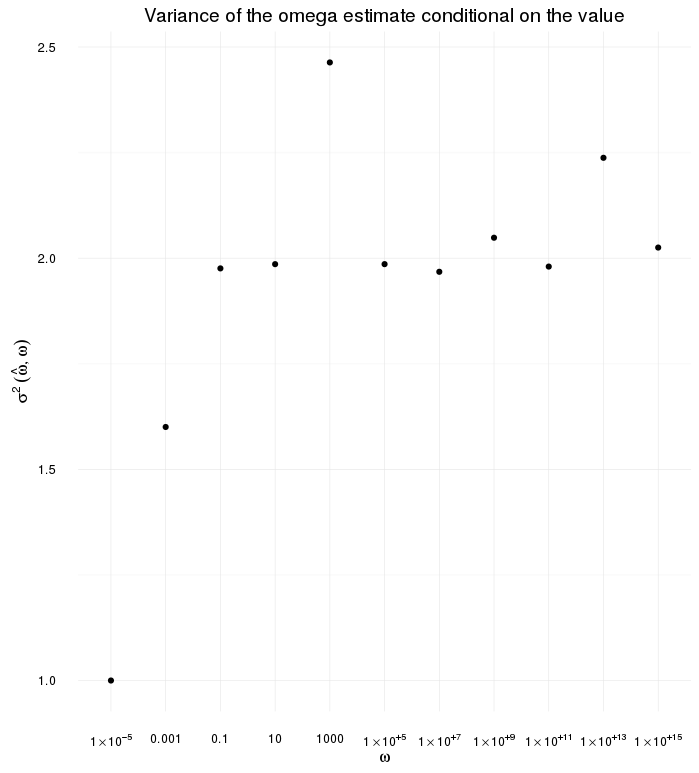 Variance of the omega estimate conditional on the value
2.5
2.0
1.5
1.0
σ² (ω̂, ω)
1×10⁻⁵ 0.001 0.1 10 1000 1×10⁺⁵ 1×10⁺⁷ 1×10⁺⁹ 1×10⁺¹¹ 1×10⁺¹³ 1×10⁺¹⁵
ω